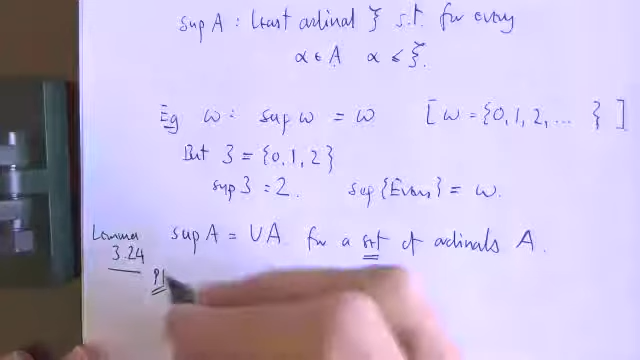 sup A : Least ordinal ξ s.t. for every
α ∈ A α ≤ ξ.
Eg ω : sup ω = ω [ ω = {0, 1, 2, ... } ]
But 3 = {0, 1, 2}
sup 3 = 2. sup {Evens} = ω.
Lemma 3.24 sup A = ∪A for a set of ordinals A.
Pf